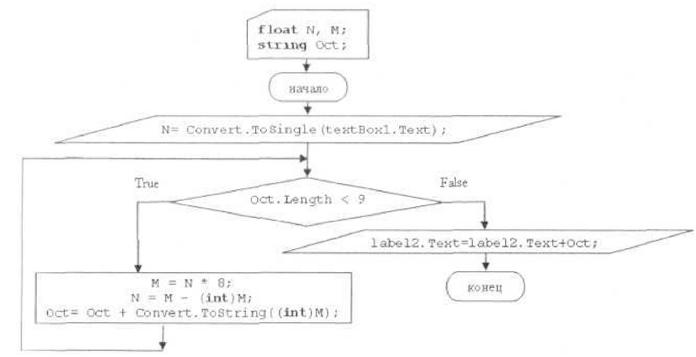 float N, M;
string Oct;
начало
N= Convert.ToSingle(textBox1.Text);
True
False
Oct.Length < 9
label2.Text=label2.Text+Oct;
M = N * 8;
N = M - (int)M;
Oct= Oct + Convert.ToString((int)M);
конец